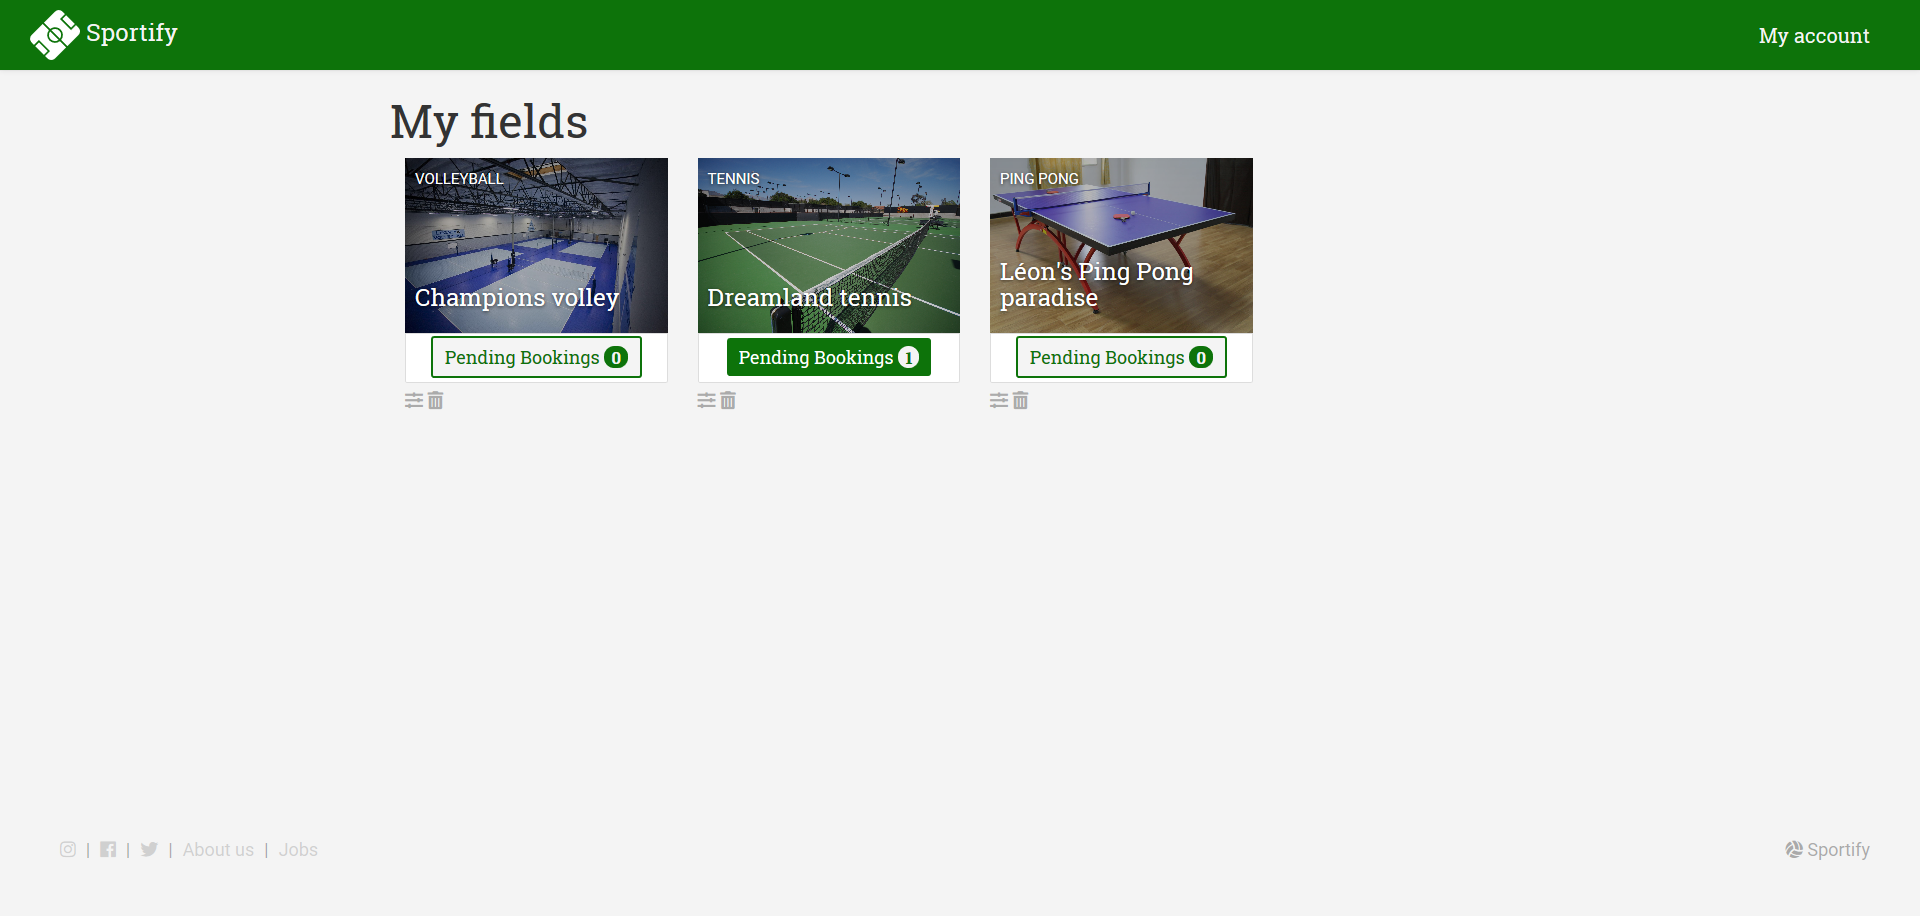 Sportify
My account
My fields
VOLLEYBALL
TENNIS
PING PONG
Champions volley
Dreamland tennis
Léon's Ping Pong
paradise
Pending Bookings 0
Pending Bookings 1
Pending Bookings 0
| | | About us | Jobs
Sportify